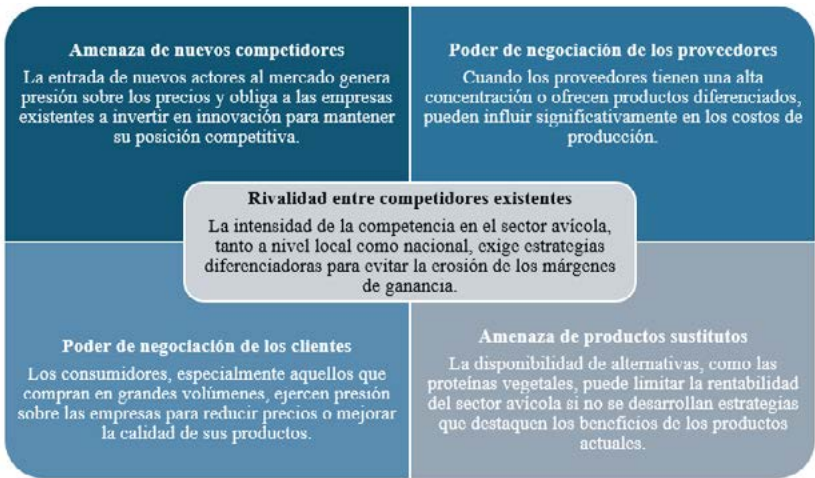 Amenaza de nuevos competidores
La entrada de nuevos actores al mercado genera
presión sobre los precios y obliga a las empresas
existentes a invertir en innovación para mantener
su posición competitiva.
Poder de negociación de los proveedores
Cuando los proveedores tienen una alta
concentración o ofrecen productos diferenciados,
pueden influir significativamente en los costos de
producción.
Rivalidad entre competidores existentes
La intensidad de la competencia en el sector avícola,
tanto a nivel local como nacional, exige estrategias
diferenciadoras para evitar la erosión de los márgenes
de ganancia.
Poder de negociación de los clientes
Los consumidores, especialmente aquellos que
compran en grandes volúmenes, ejercen presión
sobre las empresas para reducir precios o mejorar
la calidad de sus productos.
Amenaza de productos sustitutos
La disponibilidad de alternativas, como las
proteínas vegetales, puede limitar la rentabilidad
del sector avícola si no se desarrollan estrategias
que destaquen los beneficios de los productos
actuales.